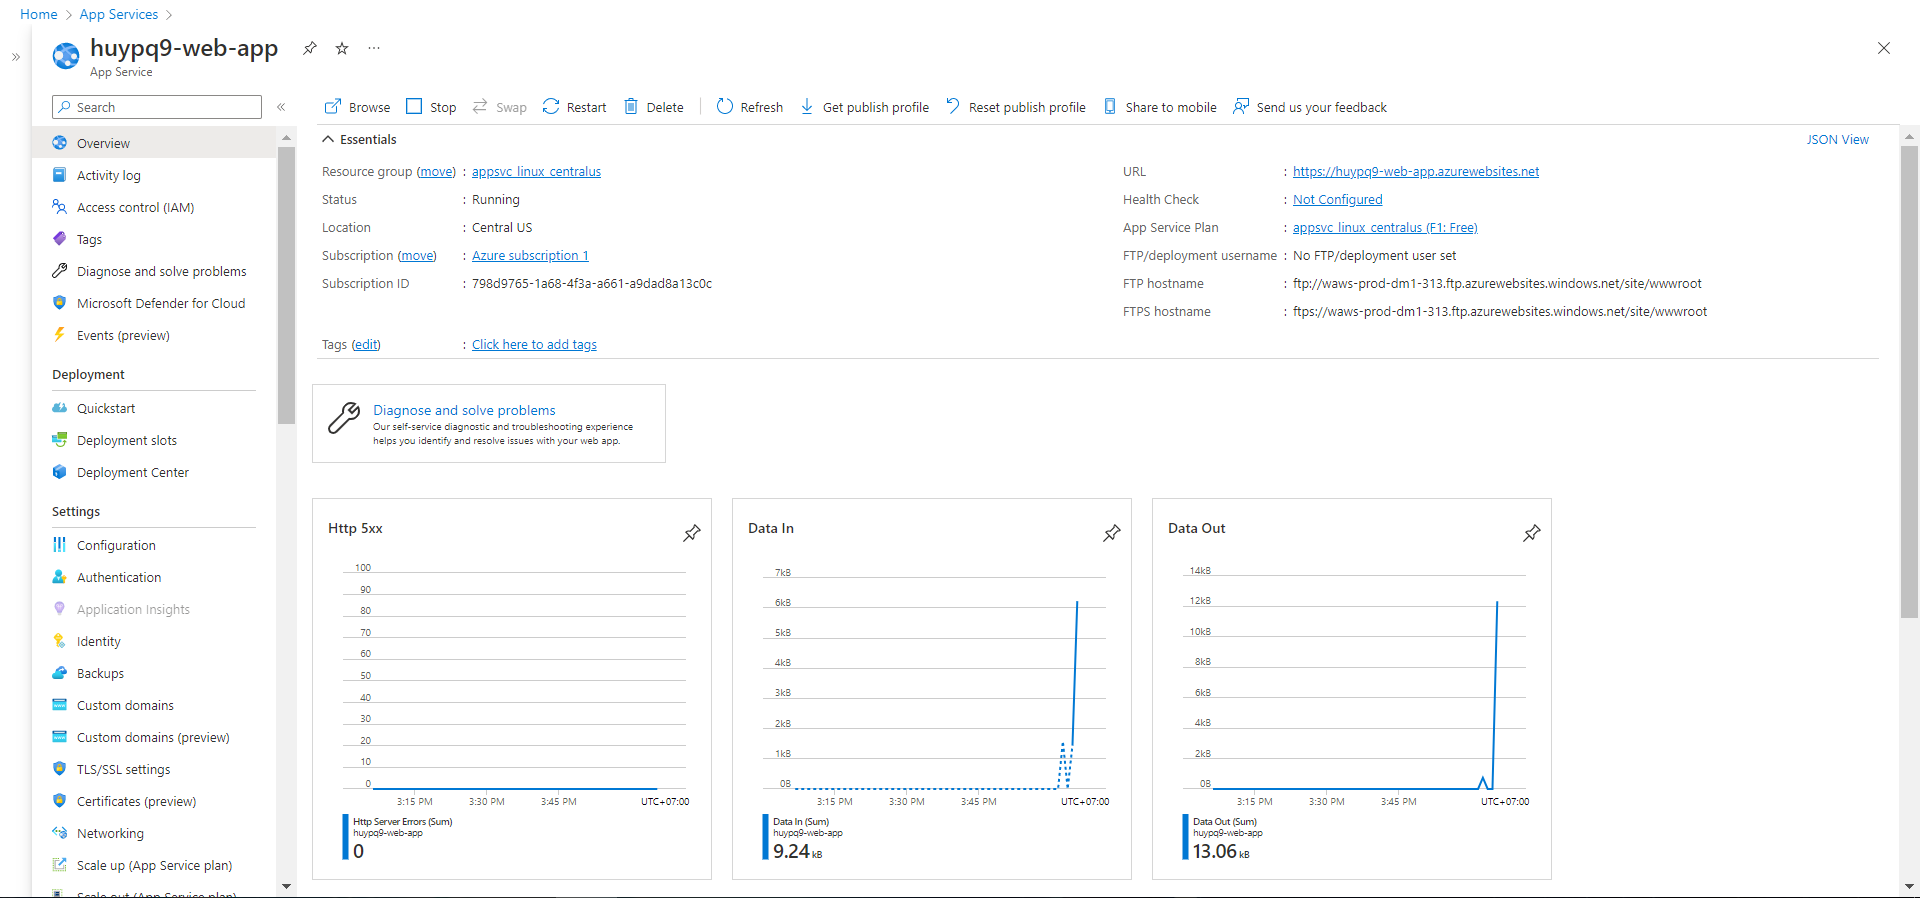 Home > App Services >
huypq9-web-app
App Service
Search
Browse
Stop
Swap
Restart
Delete
Refresh
Get publish profile
Reset publish profile
Share to mobile
Send us your feedback
Overview
Activity log
Access control (IAM)
Tags
Diagnose and solve problems
Microsoft Defender for Cloud
Events (preview)
Deployment
Quickstart
Deployment slots
Deployment Center
Settings
Configuration
Authentication
Application Insights
Identity
Backups
Custom domains
Custom domains (preview)
TLS/SSL settings
Certificates (preview)
Networking
Scale up (App Service plan)
Scale out (App Service plan)
Essentials
JSON View
Resource group (move) : appsvc_linux_centralus
Status : Running
Location : Central US
Subscription (move) : Azure subscription 1
Subscription ID : 798d9765-1a68-4f3a-a661-a9dad8a13c0c
URL : https://huypq9-web-app.azurewebsites.net
Health Check : Not Configured
App Service Plan : appsvc_linux_centralus (F1: Free)
FTP/deployment username : No FTP/deployment user set
FTP hostname : ftp://waws-prod-dm1-313.ftp.azurewebsites.windows.net/site/wwwroot
FTPS hostname : ftps://waws-prod-dm1-313.ftp.azurewebsites.windows.net/site/wwwroot
Tags (edit) : Click here to add tags
Diagnose and solve problems
Our self-service diagnostic and troubleshooting experience
helps you identify and resolve issues with your web app.
Http 5xx
100
90
80
70
60
50
40
30
20
10
0
3:15 PM 3:30 PM 3:45 PM UTC+07:00
Http Server Errors (Sum)
huypq9-web-app
0
Data In
7kB
6kB
5kB
4kB
3kB
2kB
1kB
0B
3:15 PM 3:30 PM 3:45 PM UTC+07:00
Data In (Sum)
huypq9-web-app
9.24 kB
Data Out
14kB
12kB
10kB
8kB
6kB
4kB
2kB
0B
3:15 PM 3:30 PM 3:45 PM UTC+07:00
Data Out (Sum)
huypq9-web-app
13.06 kB